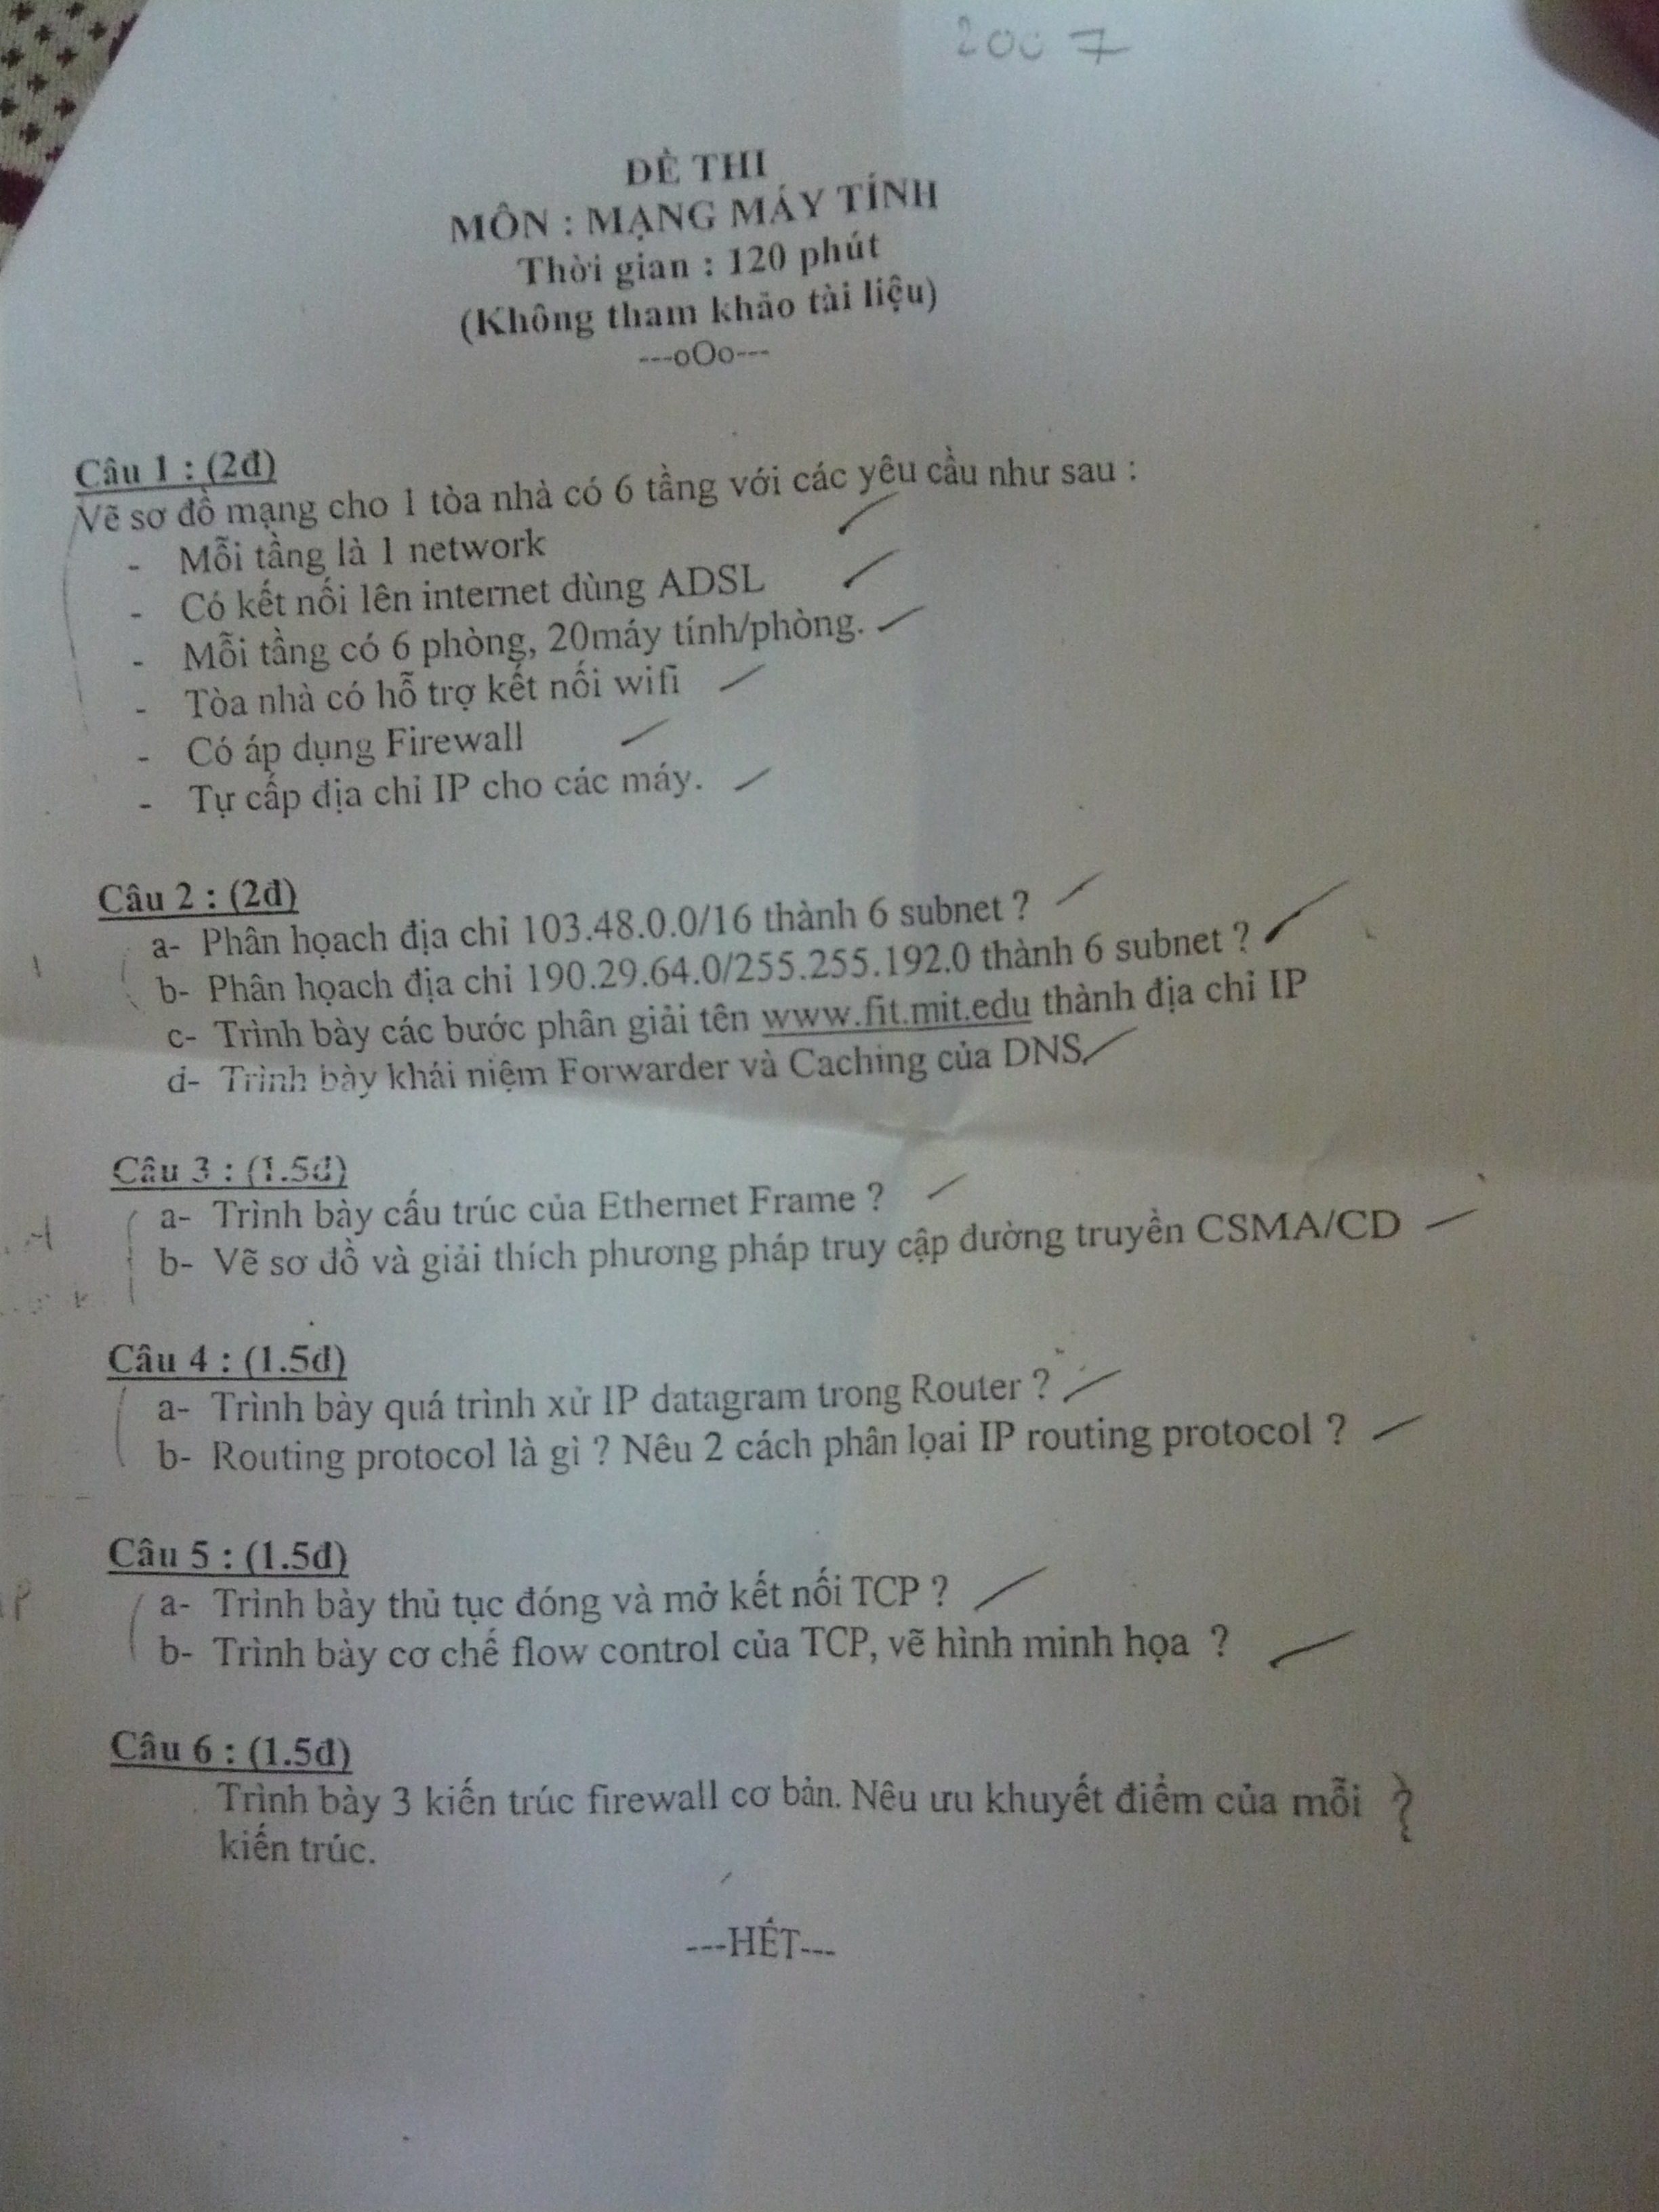 2007
ĐỀ THI
MÔN : MẠNG MÁY TÍNH
Thời gian : 120 phút
(Không tham khảo tài liệu)
---oOo---
Câu 1 : (2đ)
Vẽ sơ đồ mạng cho 1 tòa nhà có 6 tầng với các yêu cầu như sau :
- Mỗi tầng là 1 network
- Có kết nối lên internet dùng ADSL
- Mỗi tầng có 6 phòng, 20máy tính/phòng.
- Tòa nhà có hỗ trợ kết nối wifi
- Có áp dụng Firewall
- Tự cấp địa chỉ IP cho các máy.
Câu 2 : (2đ)
a- Phân họach địa chỉ 103.48.0.0/16 thành 6 subnet ?
b- Phân họach địa chỉ 190.29.64.0/255.255.192.0 thành 6 subnet ?
c- Trình bày các bước phân giải tên www.fit.mit.edu thành địa chỉ IP
d- Trình bày khái niệm Forwarder và Caching của DNS
Câu 3 : (1.5đ)
a- Trình bày cấu trúc của Ethernet Frame ?
b- Vẽ sơ đồ và giải thích phương pháp truy cập đường truyền CSMA/CD
Câu 4 : (1.5đ)
a- Trình bày quá trình xử IP datagram trong Router ?
b- Routing protocol là gì ? Nêu 2 cách phân lọai IP routing protocol ?
Câu 5 : (1.5đ)
a- Trình bày thủ tục đóng và mở kết nối TCP ?
b- Trình bày cơ chế flow control của TCP, vẽ hình minh họa ?
Câu 6 : (1.5đ)
Trình bày 3 kiến trúc firewall cơ bản. Nêu ưu khuyết điểm của mỗi ?
kiến trúc.
---HẾT---